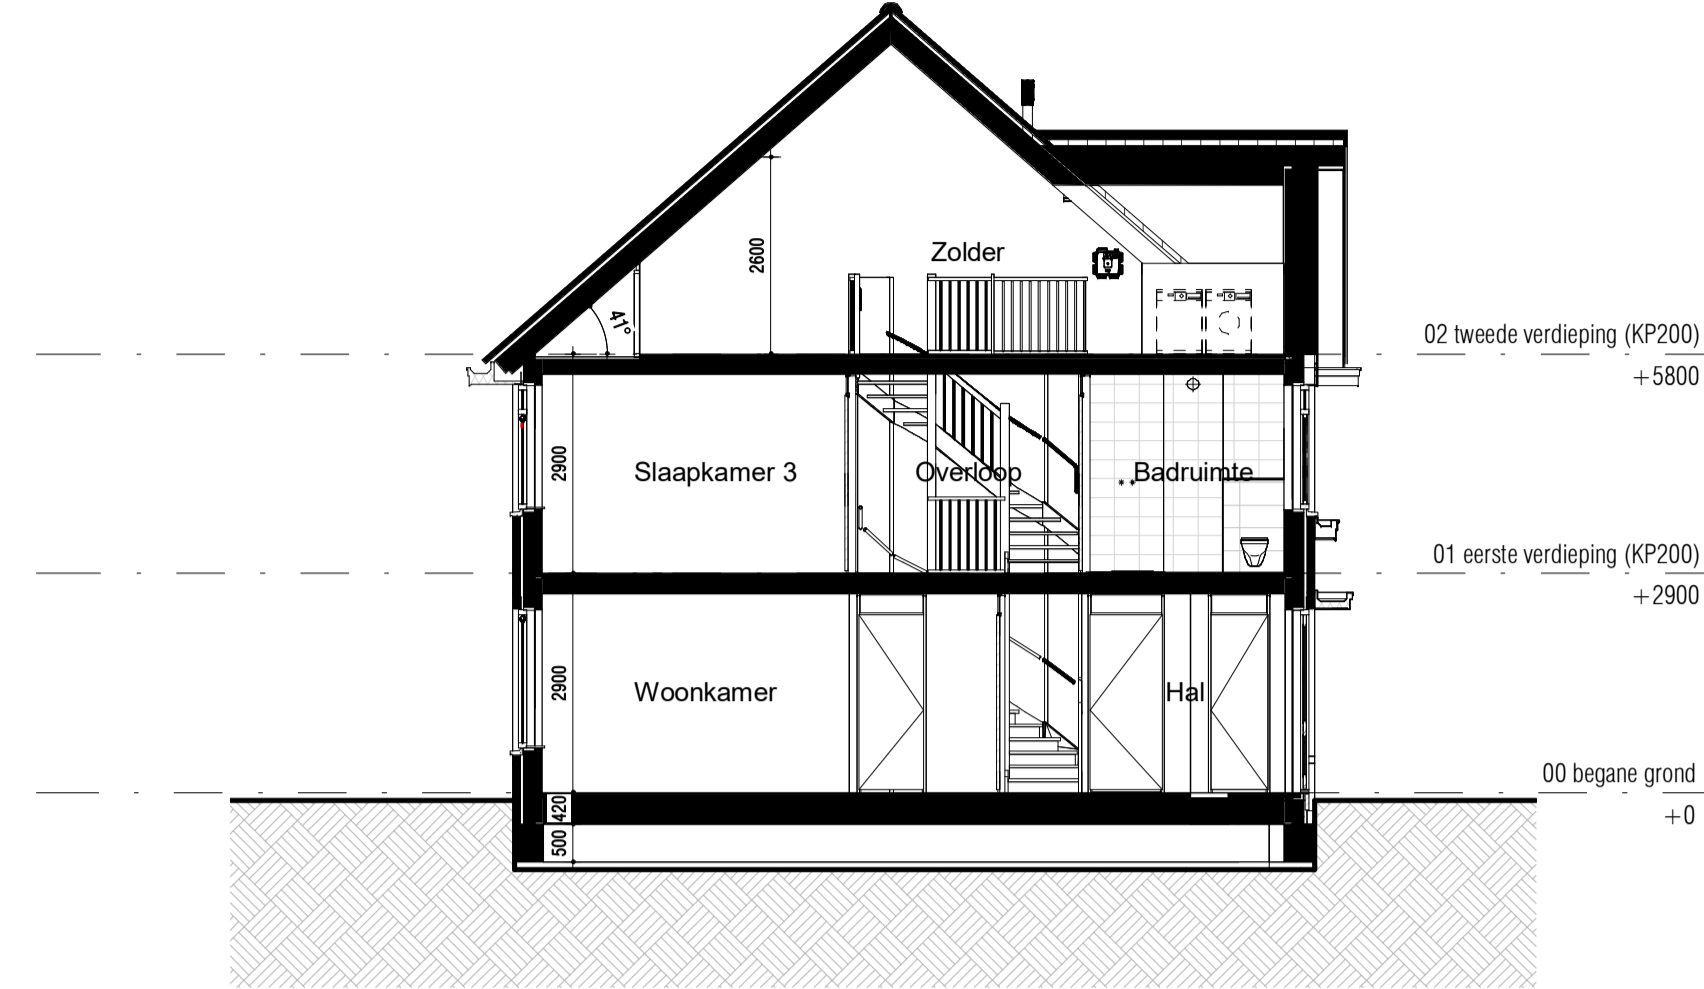 2600
Zolder
41°
02 tweede verdieping (KP200)
+5800
2900
Slaapkamer 3
Overloop
Badruimte
01 eerste verdieping (KP200)
+2900
2900
Woonkamer
Hal
00 begane grond
+0
420
500